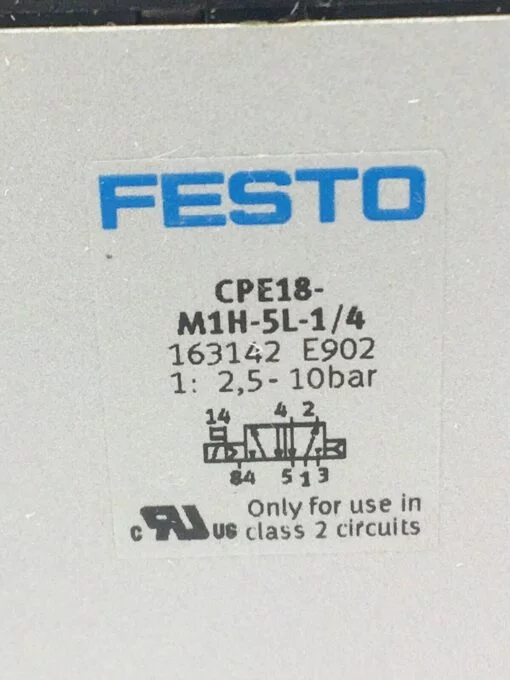 FESTO
CPE18-
M1H-5L-1/4
163142 E902
1: 2,5-10bar
14 4 2
84 5 1 3
c RU US Only for use in
class 2 circuits